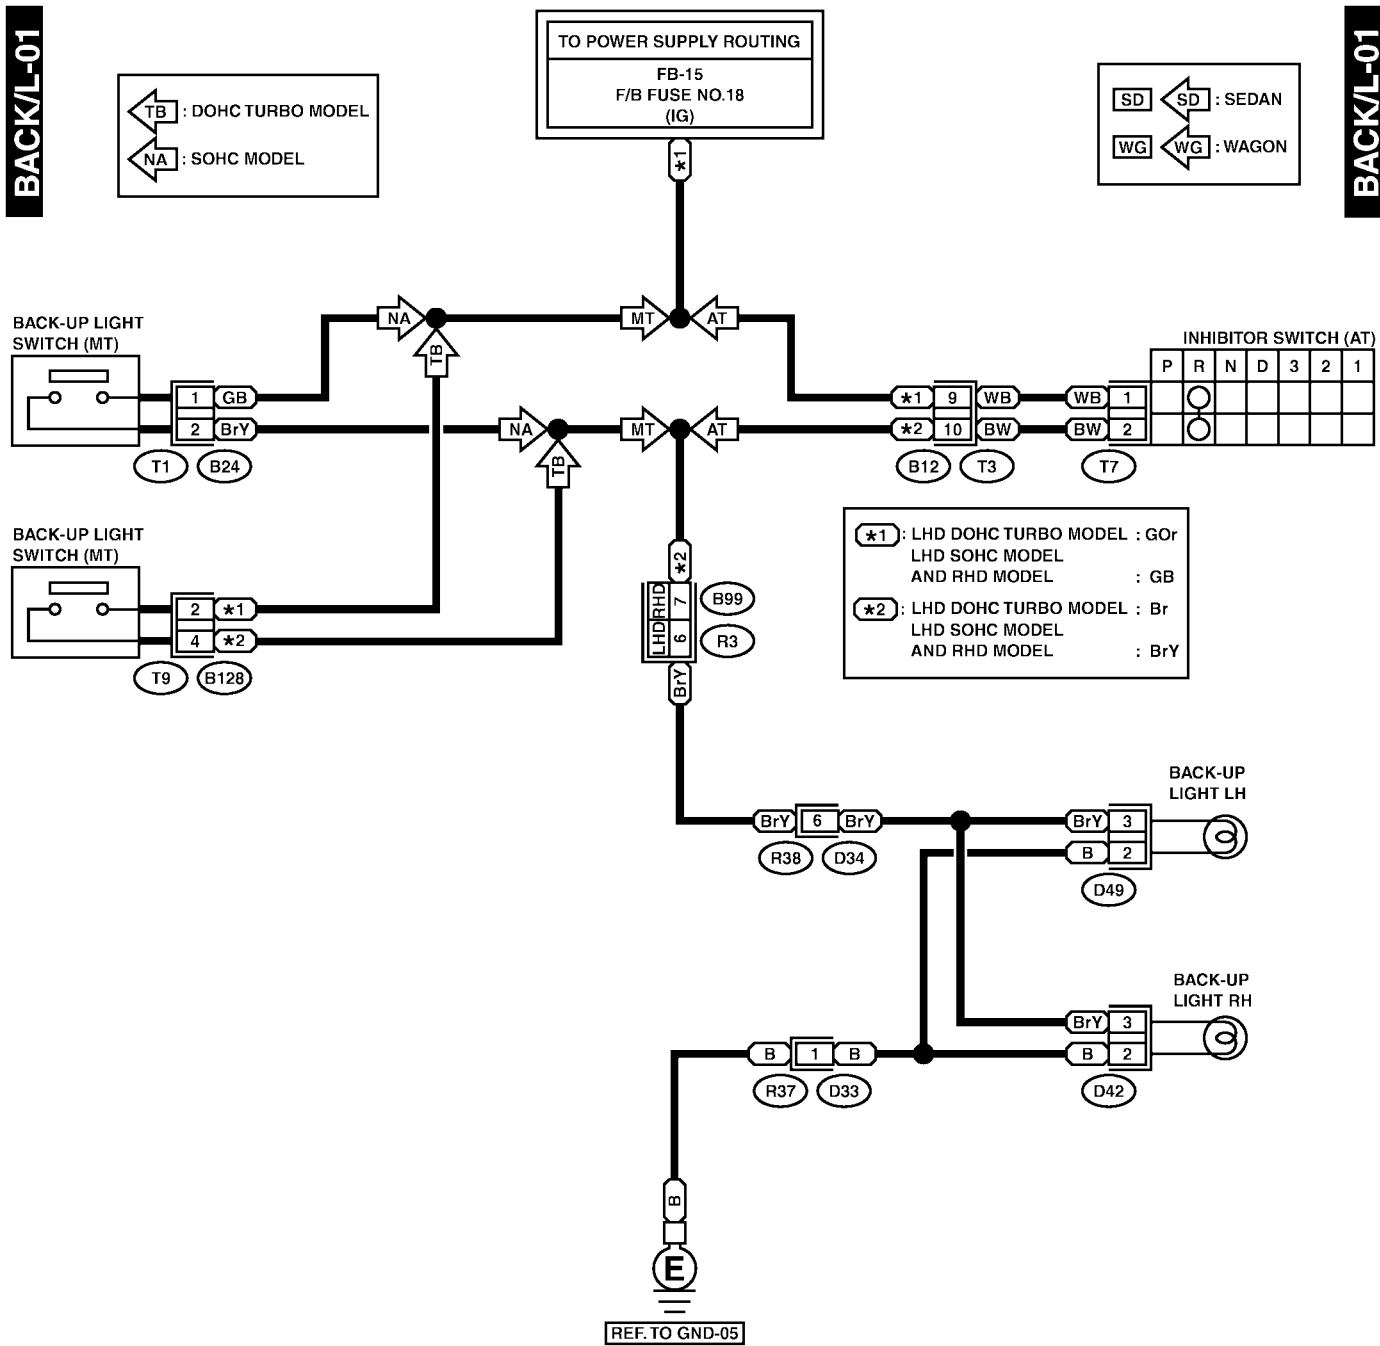 BACK/L-01
BACK/L-01
TO POWER SUPPLY ROUTING
FB-15
F/B FUSE NO.18
(IG)
TB : DOHC TURBO MODEL
NA : SOHC MODEL
SD SD : SEDAN
WG WG : WAGON
*1
NA MT AT
TB
BACK-UP LIGHT
SWITCH (MT)
1 GB
2 BrY
T1 B24
NA MT AT
TB
INHIBITOR SWITCH (AT)
P R N D 3 2 1
*1 9 WB WB 1
*2 10 BW BW 2
B12 T3 T7
BACK-UP LIGHT
SWITCH (MT)
2 *1
4 *2
T9 B128
*2
RHD 7 B99
LHD 6 R3
BrY
*1 : LHD DOHC TURBO MODEL : GOr
LHD SOHC MODEL
AND RHD MODEL : GB
*2 : LHD DOHC TURBO MODEL : Br
LHD SOHC MODEL
AND RHD MODEL : BrY
BACK-UP
LIGHT LH
BrY 6 BrY BrY 3
B 2
R38 D34 D49
BACK-UP
LIGHT RH
BrY 3
B 1 B B 2
R37 D33 D42
B
E
REF. TO GND-05